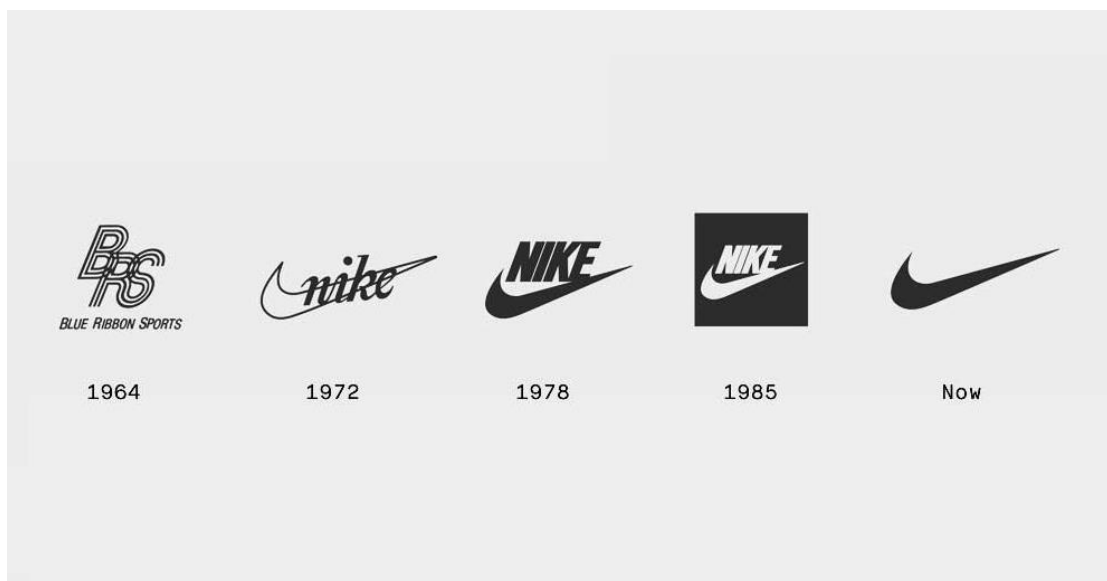 BRS
BLUE RIBBON SPORTS
nike
NIKE
NIKE
1964
1972
1978
1985
Now